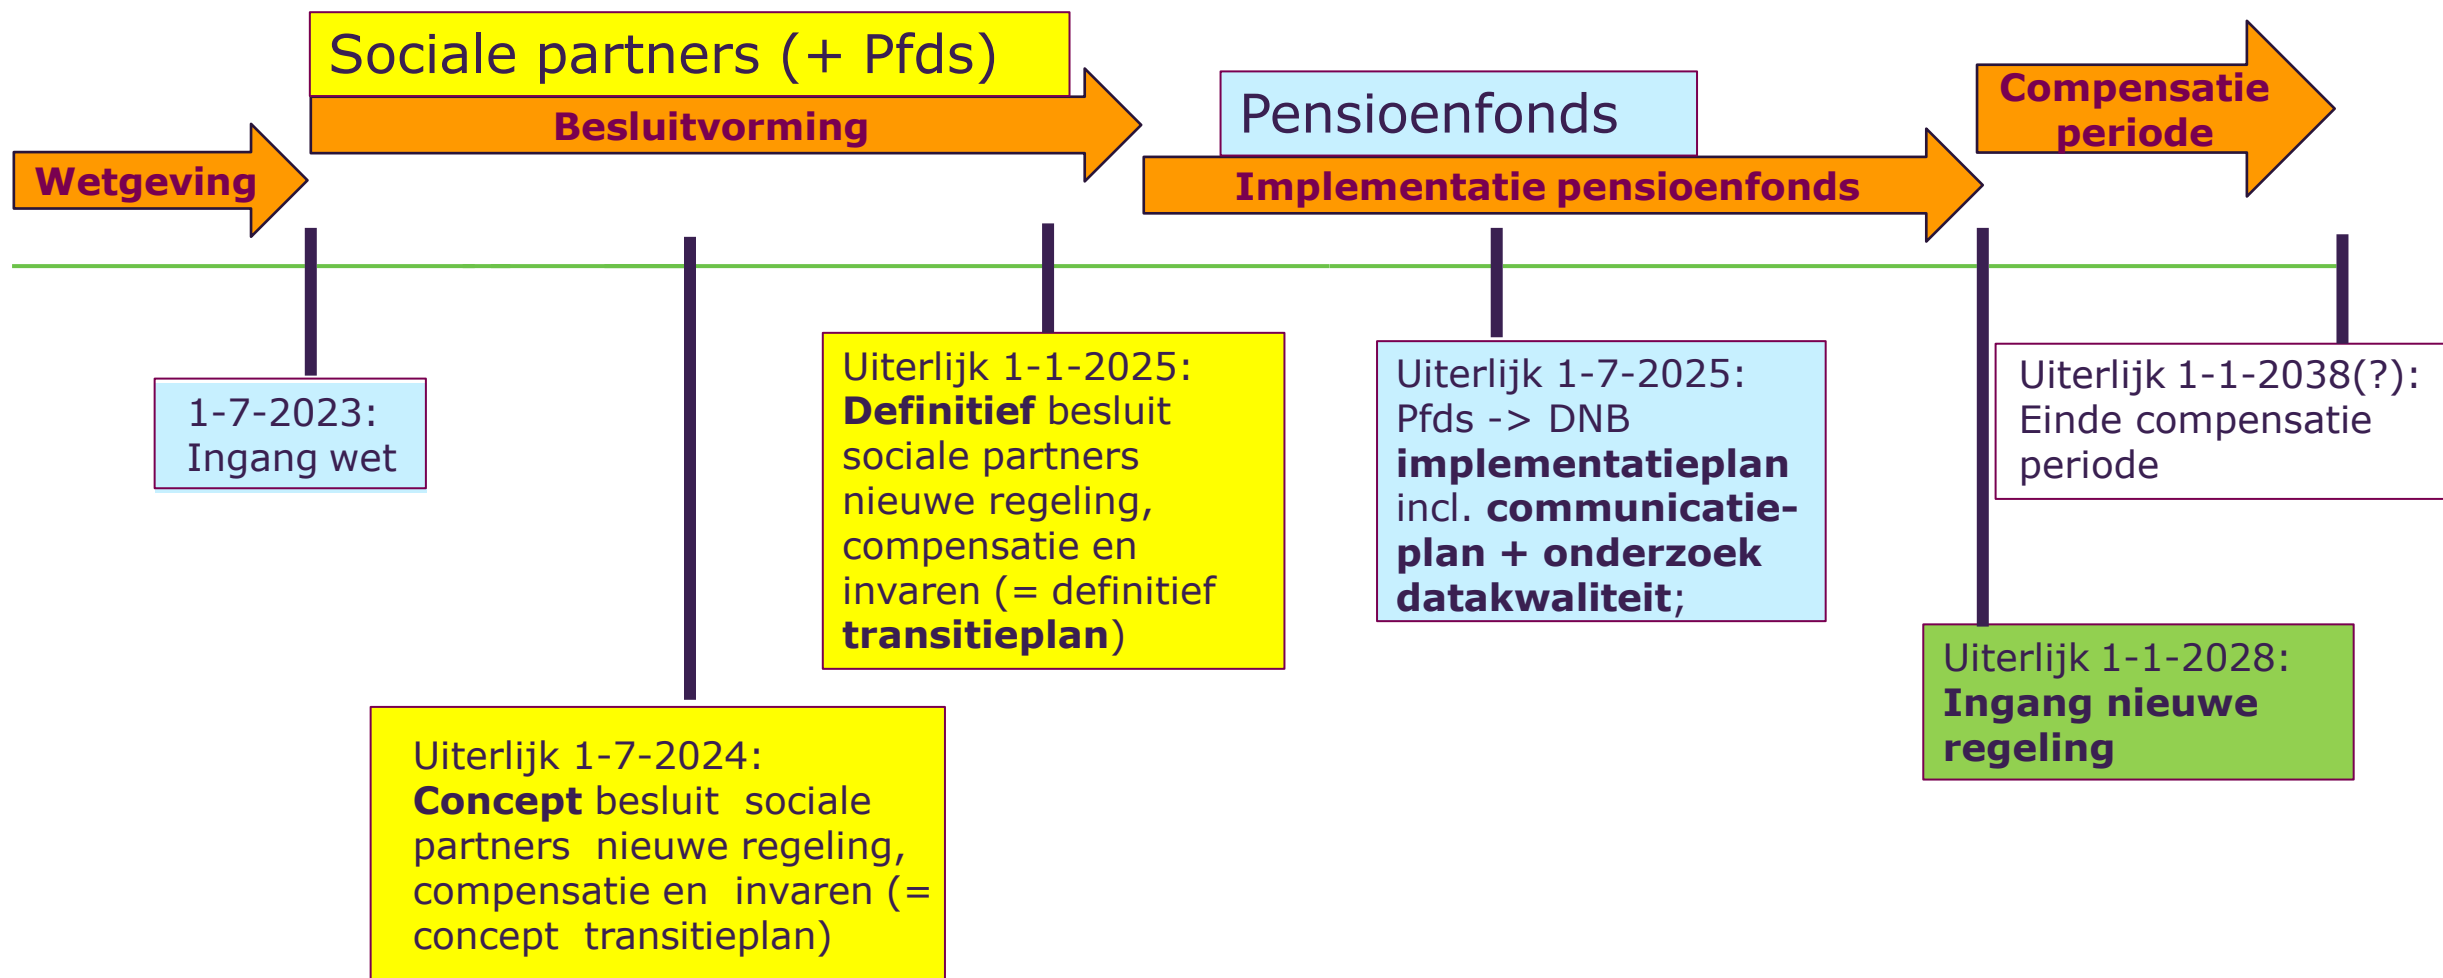 Sociale partners (+ Pfds)
Besluitvorming
Wetgeving
Pensioenfonds
Implementatie pensioenfonds
Compensatie
periode
1-7-2023:
Ingang wet
Uiterlijk 1-7-2024:
Concept besluit sociale
partners nieuwe regeling,
compensatie en invaren (=
concept transitieplan)
Uiterlijk 1-1-2025:
Definitief besluit
sociale partners
nieuwe regeling,
compensatie en
invaren (= definitief
transitieplan)
Uiterlijk 1-7-2025:
Pfds -> DNB
implementatieplan
incl. communicatie-
plan + onderzoek
datakwaliteit;
Uiterlijk 1-1-2028:
Ingang nieuwe
regeling
Uiterlijk 1-1-2038(?):
Einde compensatie
periode